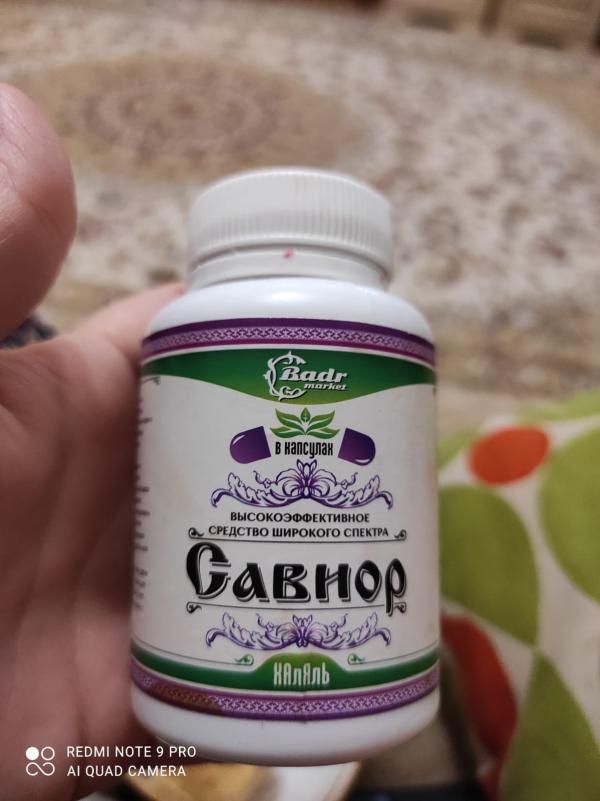 Badr
market
В КАПСУЛАХ
ВЫСОКОЭФФЕКТИВНОЕ
СРЕДСТВО ШИРОКОГО СПЕКТРА
Савнор
ХАЛЯЛЬ
REDMI NOTE 9 PRO
AI QUAD CAMERA